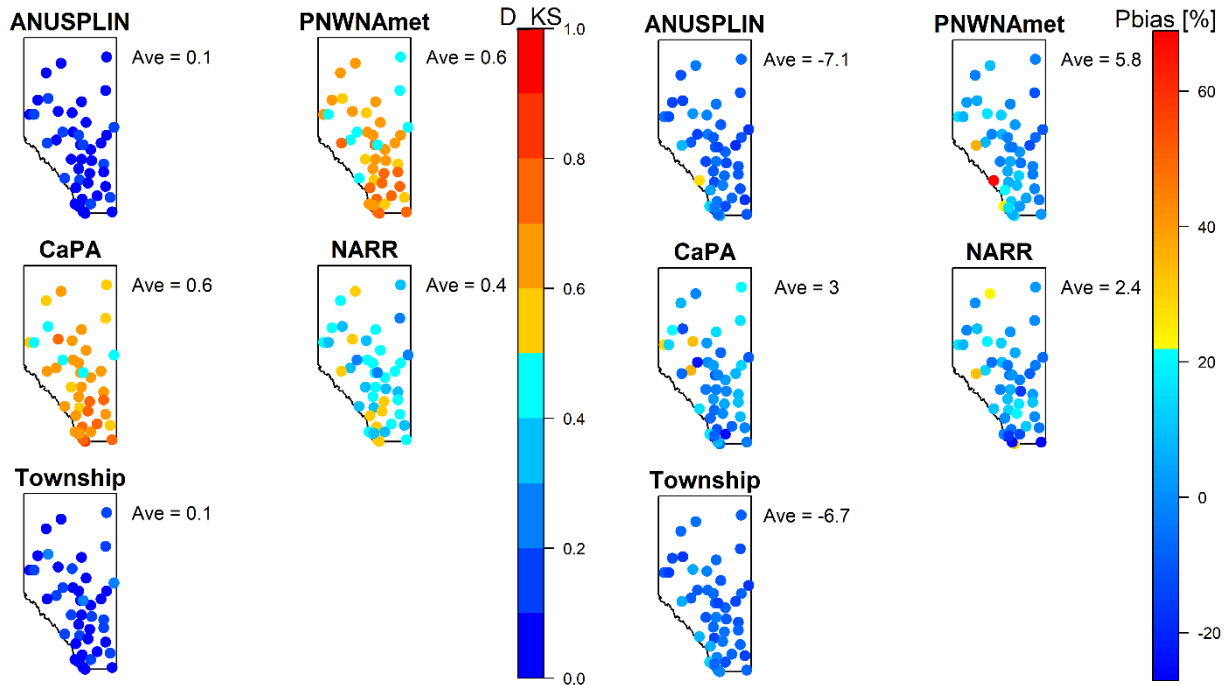 ANUSPLIN
Ave = 0.1
PNWNAmet
Ave = 0.6
CaPA
Ave = 0.6
NARR
Ave = 0.4
Township
Ave = 0.1
D_KS
1.0
0.8
0.6
0.4
0.2
0.0
ANUSPLIN
Ave = -7.1
PNWNAmet
Ave = 5.8
CaPA
Ave = 3
NARR
Ave = 2.4
Township
Ave = -6.7
Pbias [%]
60
40
20
0
-20